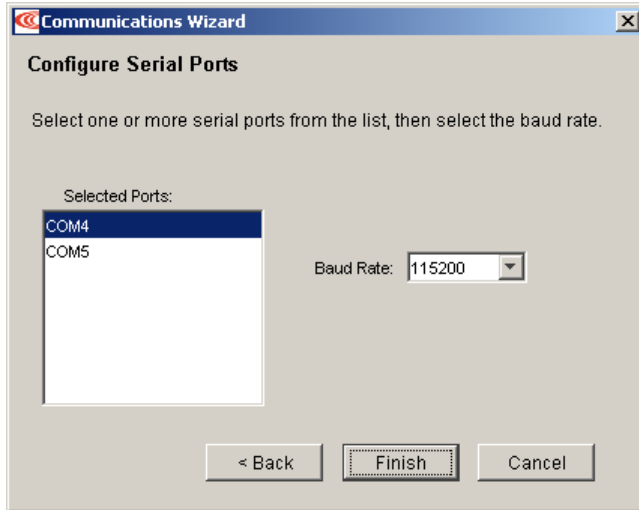 Communications Wizard
Configure Serial Ports
Select one or more serial ports from the list, then select the baud rate.
Selected Ports:
COM4
COM5
Baud Rate: 115200
< Back
Finish
Cancel